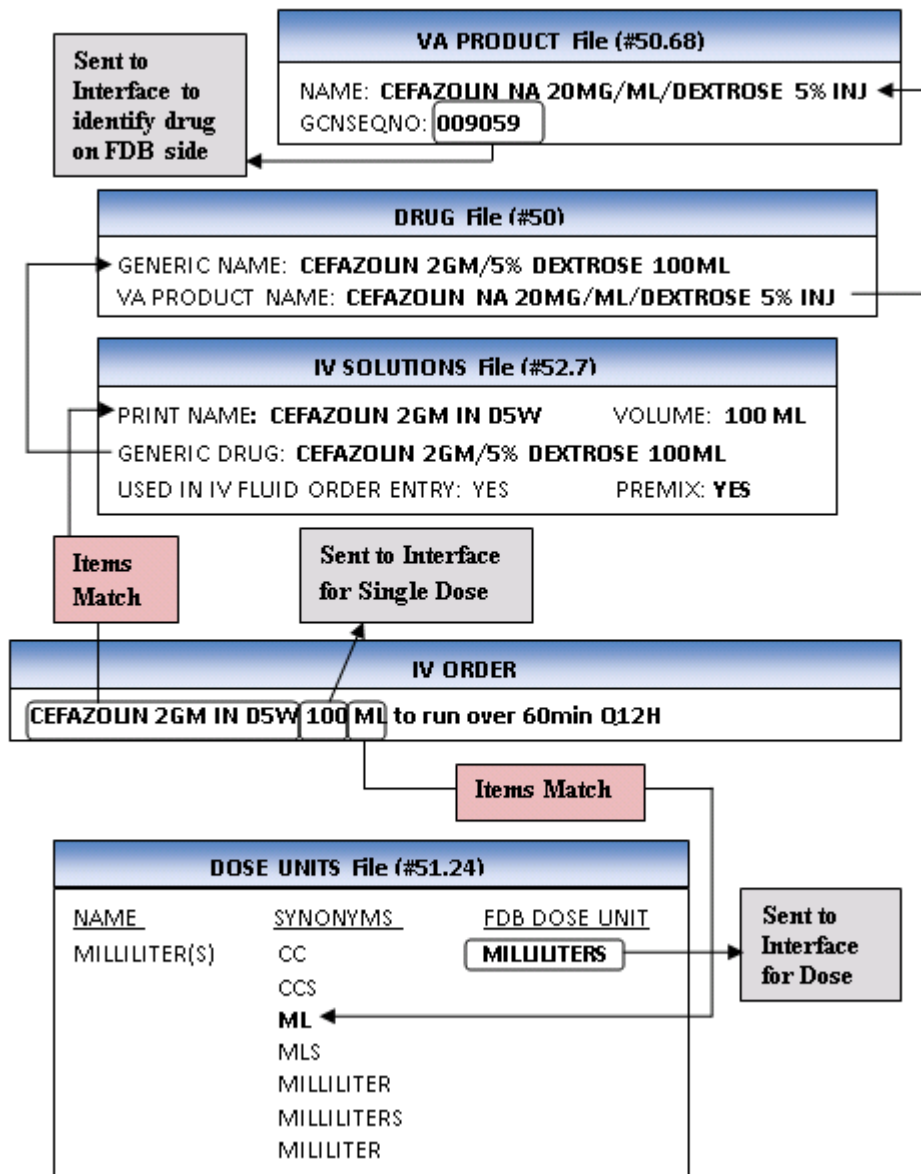 VA PRODUCT File (#50.68)
Sent to
Interface to
identify drug
on FDB side
NAME: CEFAZOLIN NA 20MG/ML/DEXTROSE 5% INJ
GCNSEQNO: 009059
DRUG File (#50)
GENERIC NAME: CEFAZOLIN 2GM/5% DEXTROSE 100ML
VA PRODUCT NAME: CEFAZOLIN NA 20MG/ML/DEXTROSE 5% INJ
IV SOLUTIONS File (#52.7)
PRINT NAME: CEFAZOLIN 2GM IN D5W VOLUME: 100 ML
GENERIC DRUG: CEFAZOLIN 2GM/5% DEXTROSE 100ML
USED IN IV FLUID ORDER ENTRY: YES PREMIX: YES
Items
Match
Sent to Interface
for Single Dose
IV ORDER
CEFAZOLIN 2GM IN D5W 100 ML to run over 60min Q12H
Items Match
DOSE UNITS File (#51.24)
NAME SYNONYMS FDB DOSE UNIT
MILLILITER(S) CC MILLILITERS
CCS
ML
MLS
MILLILITER
MILLILITERS
MILILITER
Sent to
Interface
for Dose